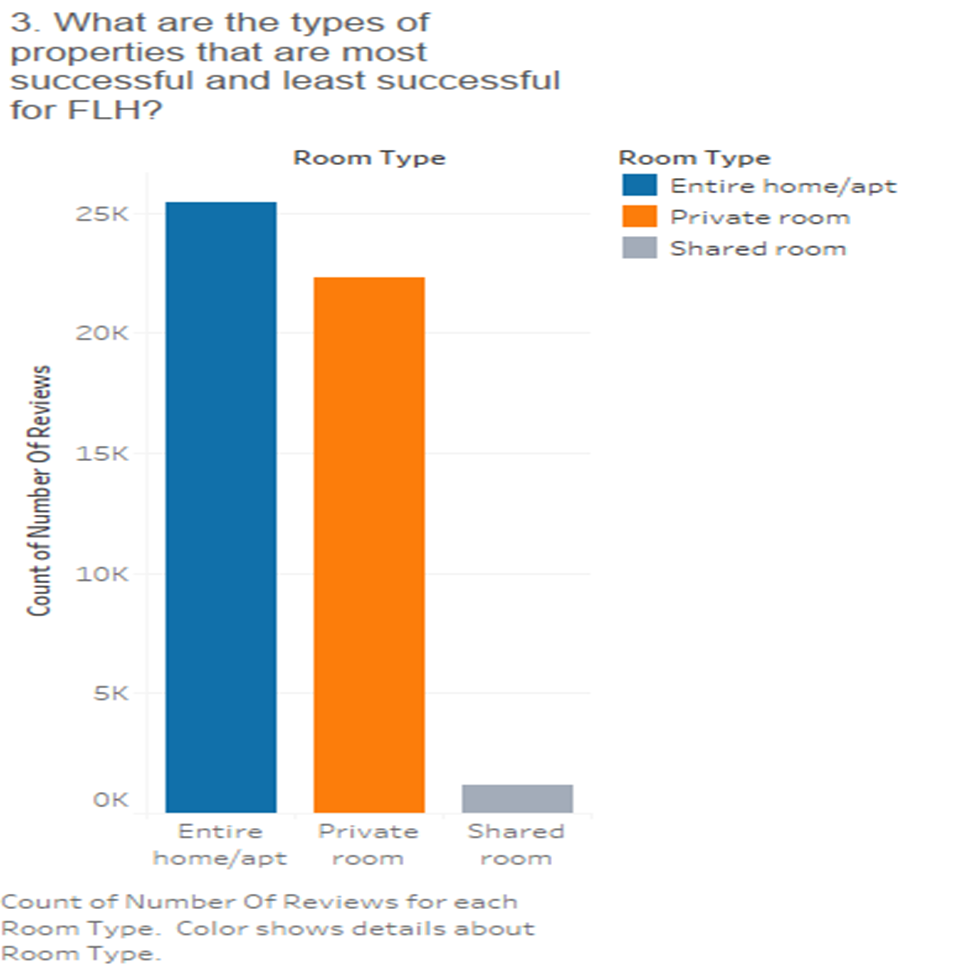 3. What are the types of
properties that are most
successful and least successful
for FLH?
Room Type
Room Type
Entire home/apt
Private room
Shared room
25K
20K
15K
10K
5K
0K
Count of Number Of Reviews
Entire
home/apt
Private
room
Shared
room
Count of Number Of Reviews for each
Room Type. Color shows details about
Room Type.